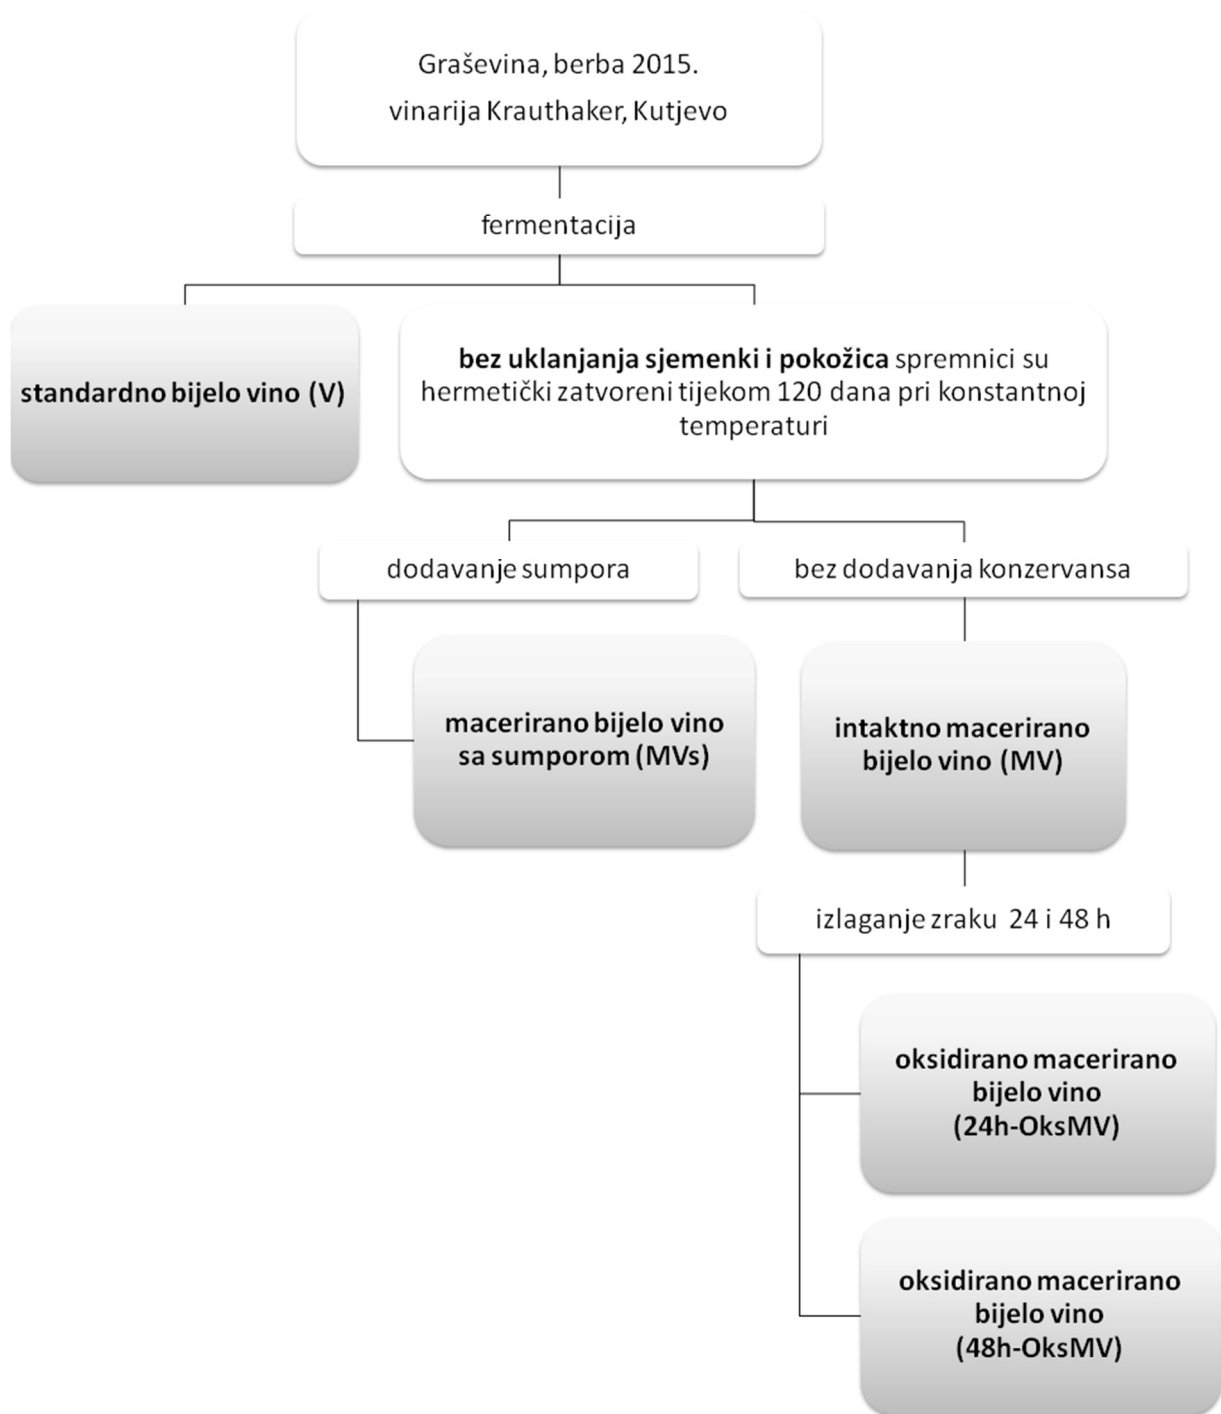 Graševina, berba 2015.
vinarija Krauthaker, Kutjevo
fermentacija
standardno bijelo vino (V)
bez uklanjanja sjemenki i pokožica spremnici su
hermetički zatvoreni tijekom 120 dana pri konstantnoj
temperaturi
dodavanje sumpora
bez dodavanja konzervansa
macerirano bijelo vino
sa sumporom (MVs)
intaktno macerirano
bijelo vino (MV)
izlaganje zraku 24 i 48 h
oksidirano macerirano
bijelo vino
(24h-OksMV)
oksidirano macerirano
bijelo vino
(48h-OksMV)